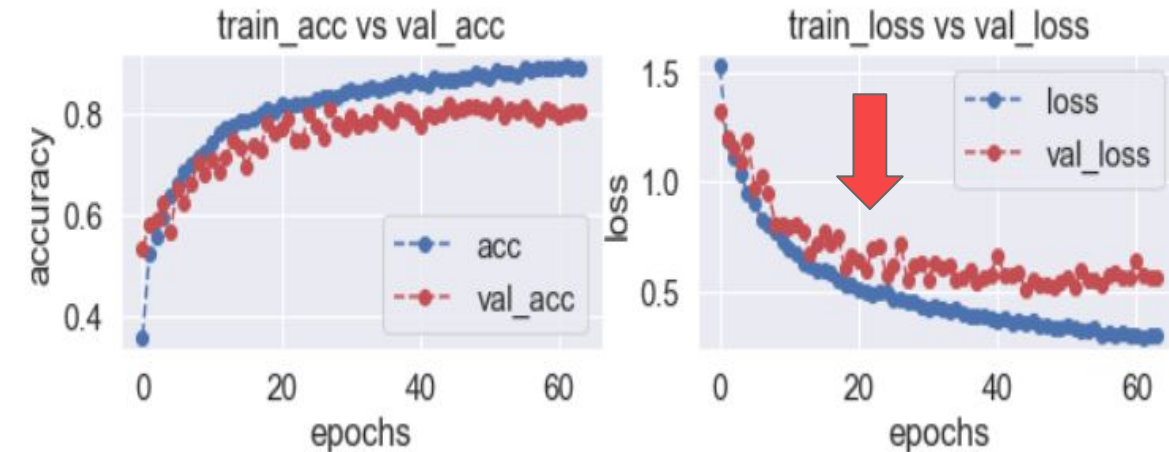 train_acc vs val_acc
accuracy
0.8
0.6
0.4
acc
val_acc
0
20
40
60
epochs
train_loss vs val_loss
loss
1.5
1.0
0.5
loss
val_loss
0
20
40
60
epochs